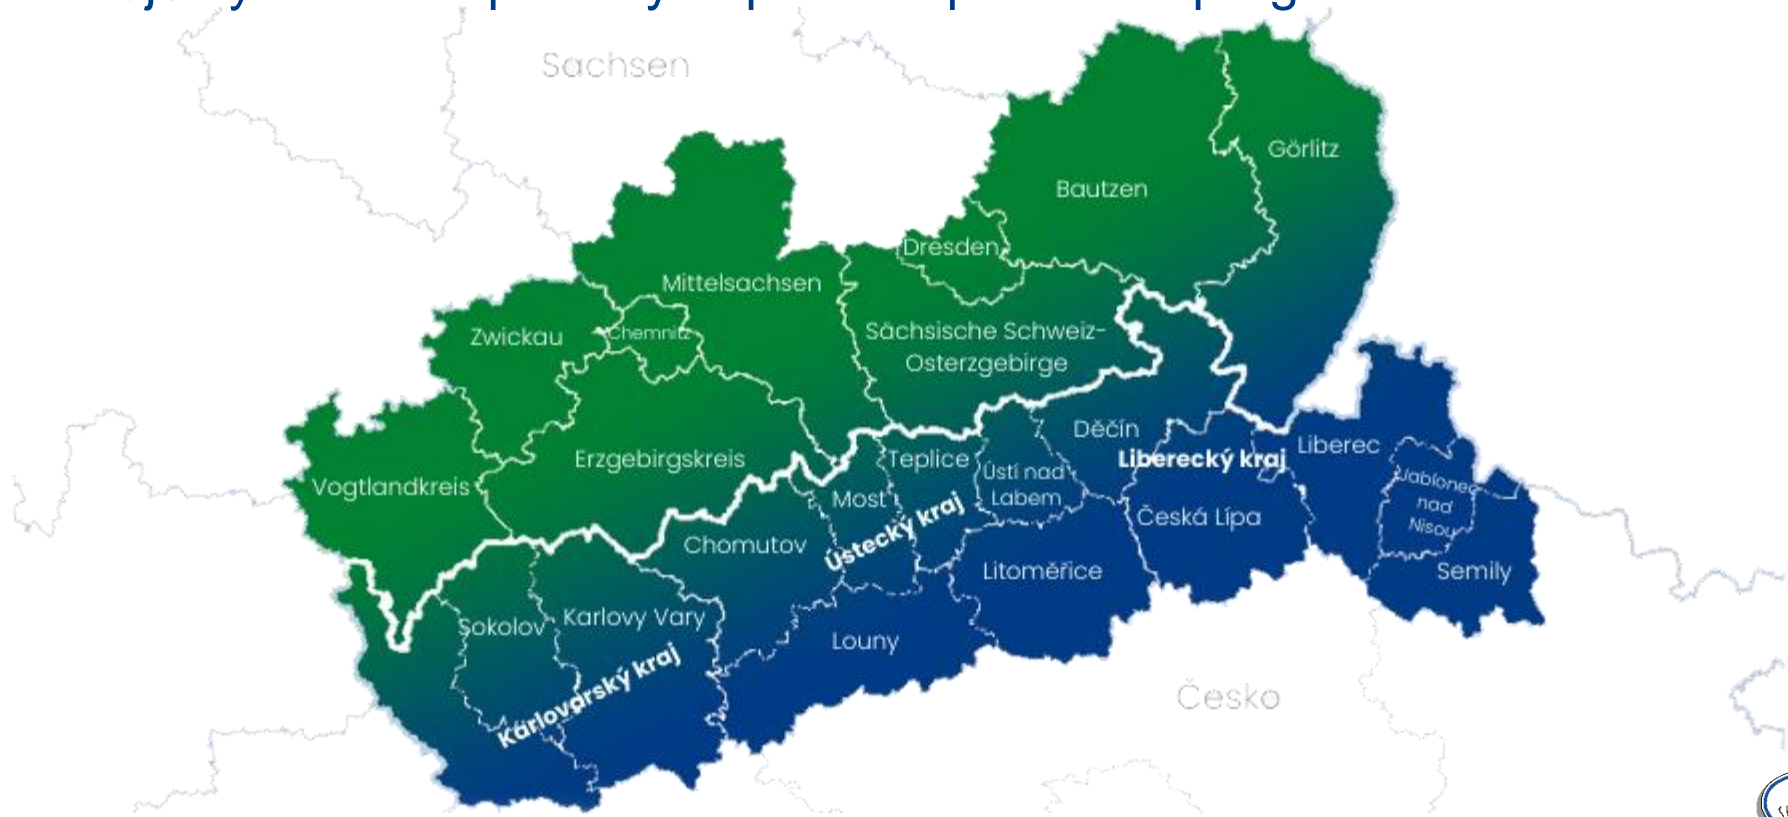 Sachsen
Görlitz
Bautzen
Dresden
Mittelsachsen
Zwickau
Chemnitz
Sächsische Schweiz-
Osterzgebirge
Vogtlandkreis
Erzgebirgskreis
Děčín
Liberec
Liberecký kraj
Teplice
Ústí nad
Labem
Most
Jablonec
nad
Nisou
Ústecký kraj
Česká Lípa
Chomutov
Litoměřice
Semily
Sokolov
Karlovy Vary
Louny
Karlovarský kraj
Česko